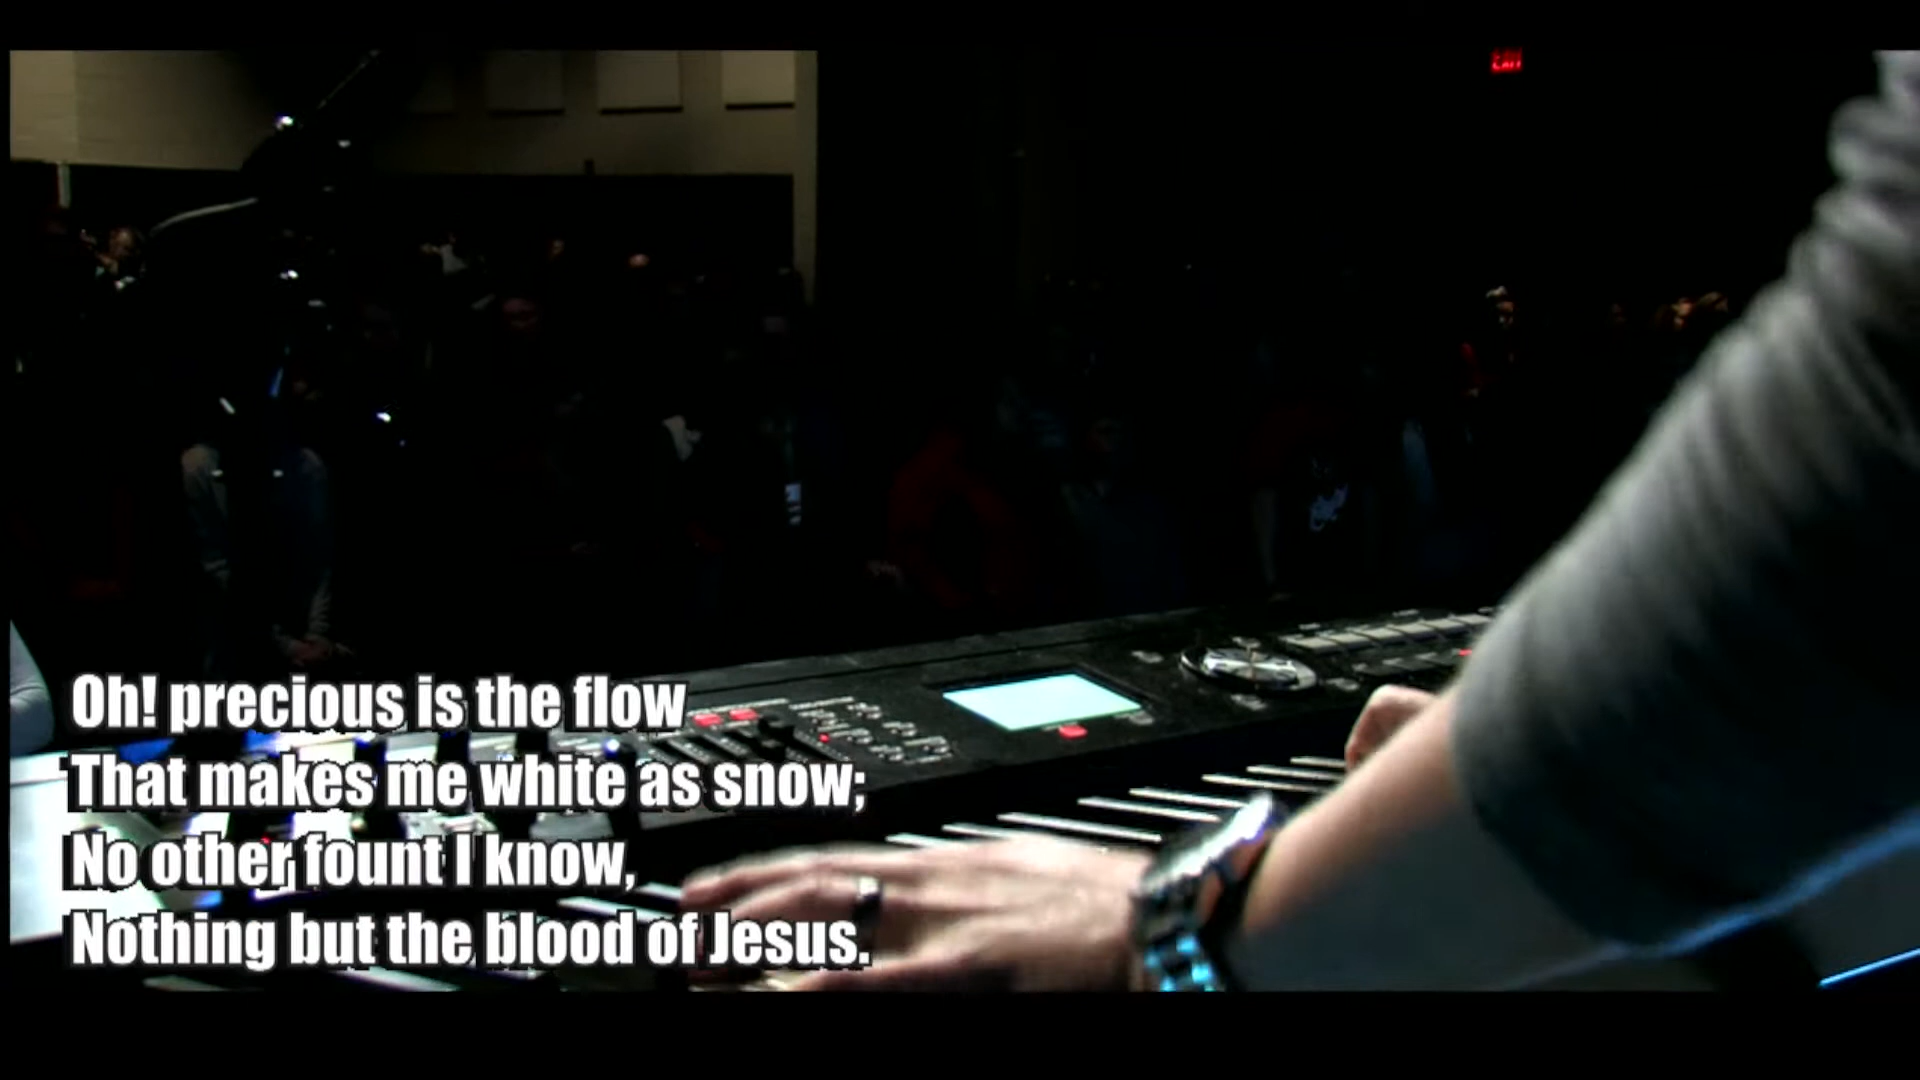 EXIT
Oh! precious is the flow
That makes me white as snow;
No other fount I know,
Nothing but the blood of Jesus.